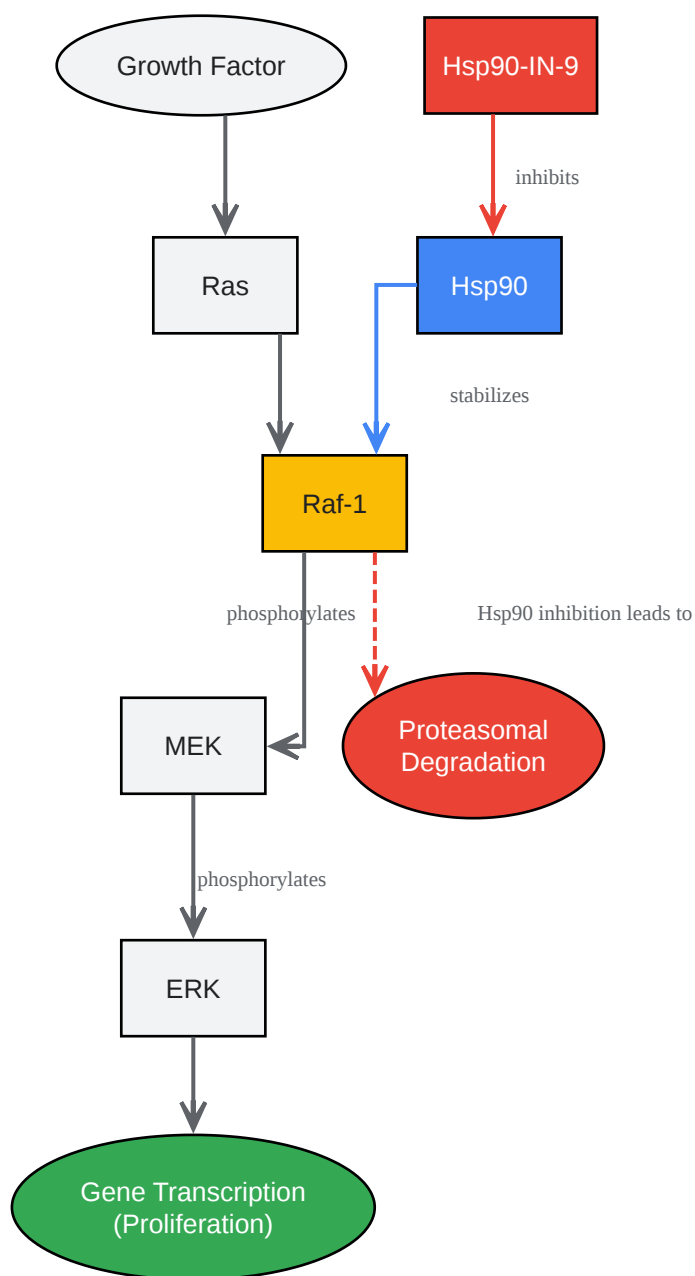 Growth Factor
Hsp90-IN-9
inhibits
Ras
Hsp90
stabilizes
Raf-1
phosphorylates
Hsp90 inhibition leads to
MEK
Proteasomal
Degradation
phosphorylates
ERK
Gene Transcription
(Proliferation)